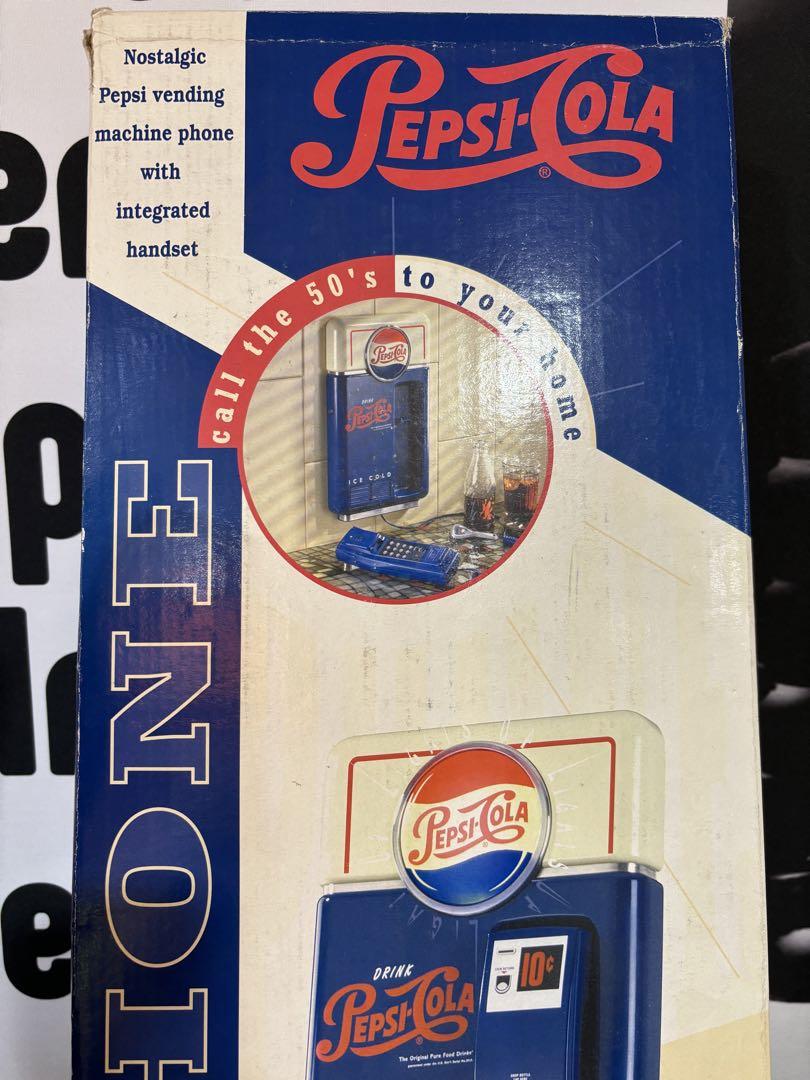 Nostalgic
Pepsi vending
machine phone
with
integrated
handset
PEPSI-COLA
®
call the 50's to your home
PEPSI-COLA
DRINK
PEPSI-COLA
ICE COLD
HONE
PEPSI-COLA
®
LIGHT
DRINK
PEPSI-COLA
®
The Original Pure Food Drink
10¢